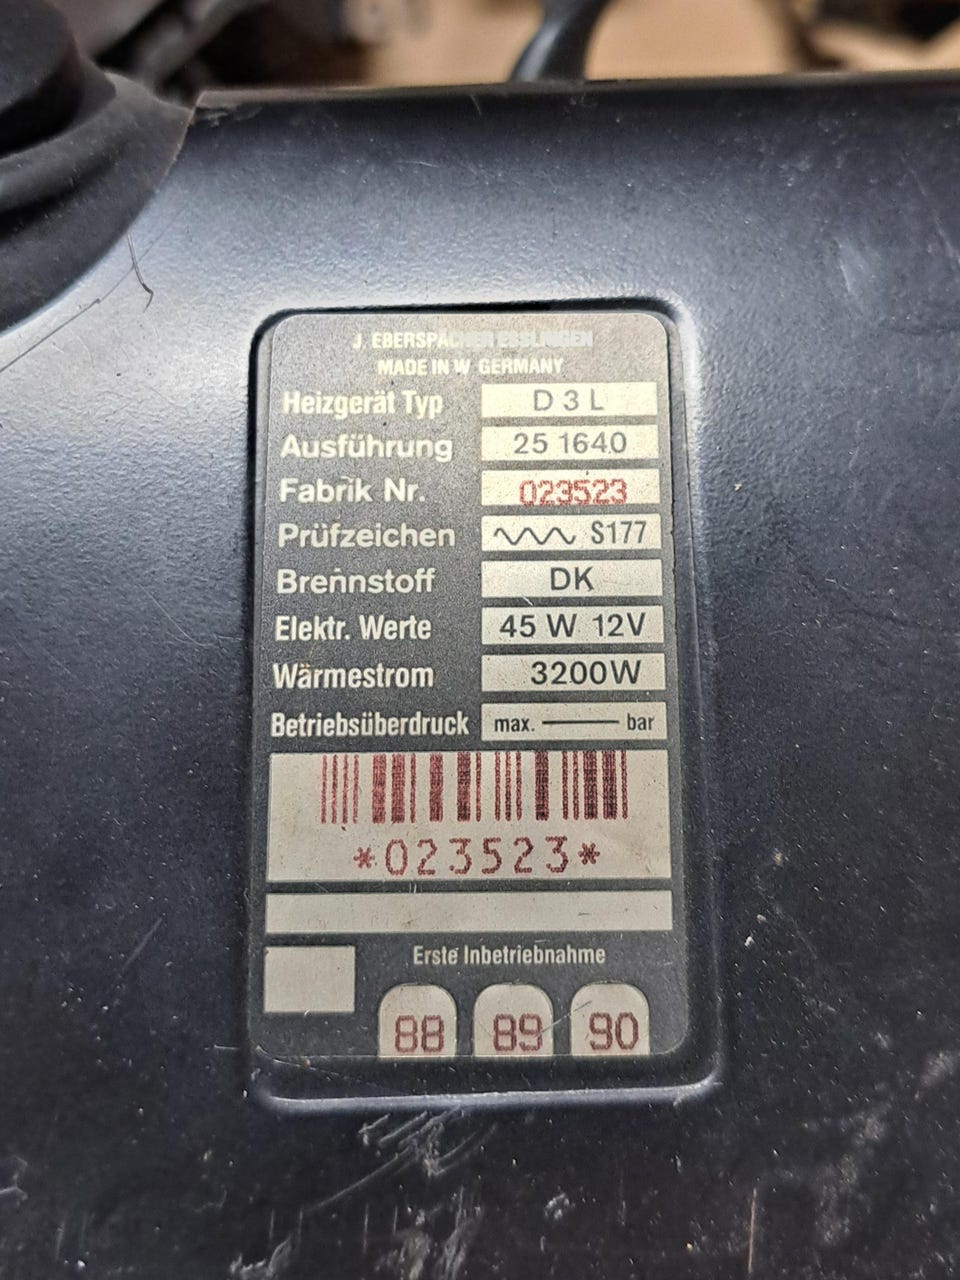 J. EBERSPÄCHER ESSLINGEN
MADE IN W. GERMANY
Heizgerät Typ D 3 L
Ausführung 25 1640
Fabrik Nr. 023523
Prüfzeichen S177
Brennstoff DK
Elektr. Werte 45 W 12V
Wärmestrom 3200W
Betriebsüberdruck max. —— bar
*023523*
Erste Inbetriebnahme
88 89 90